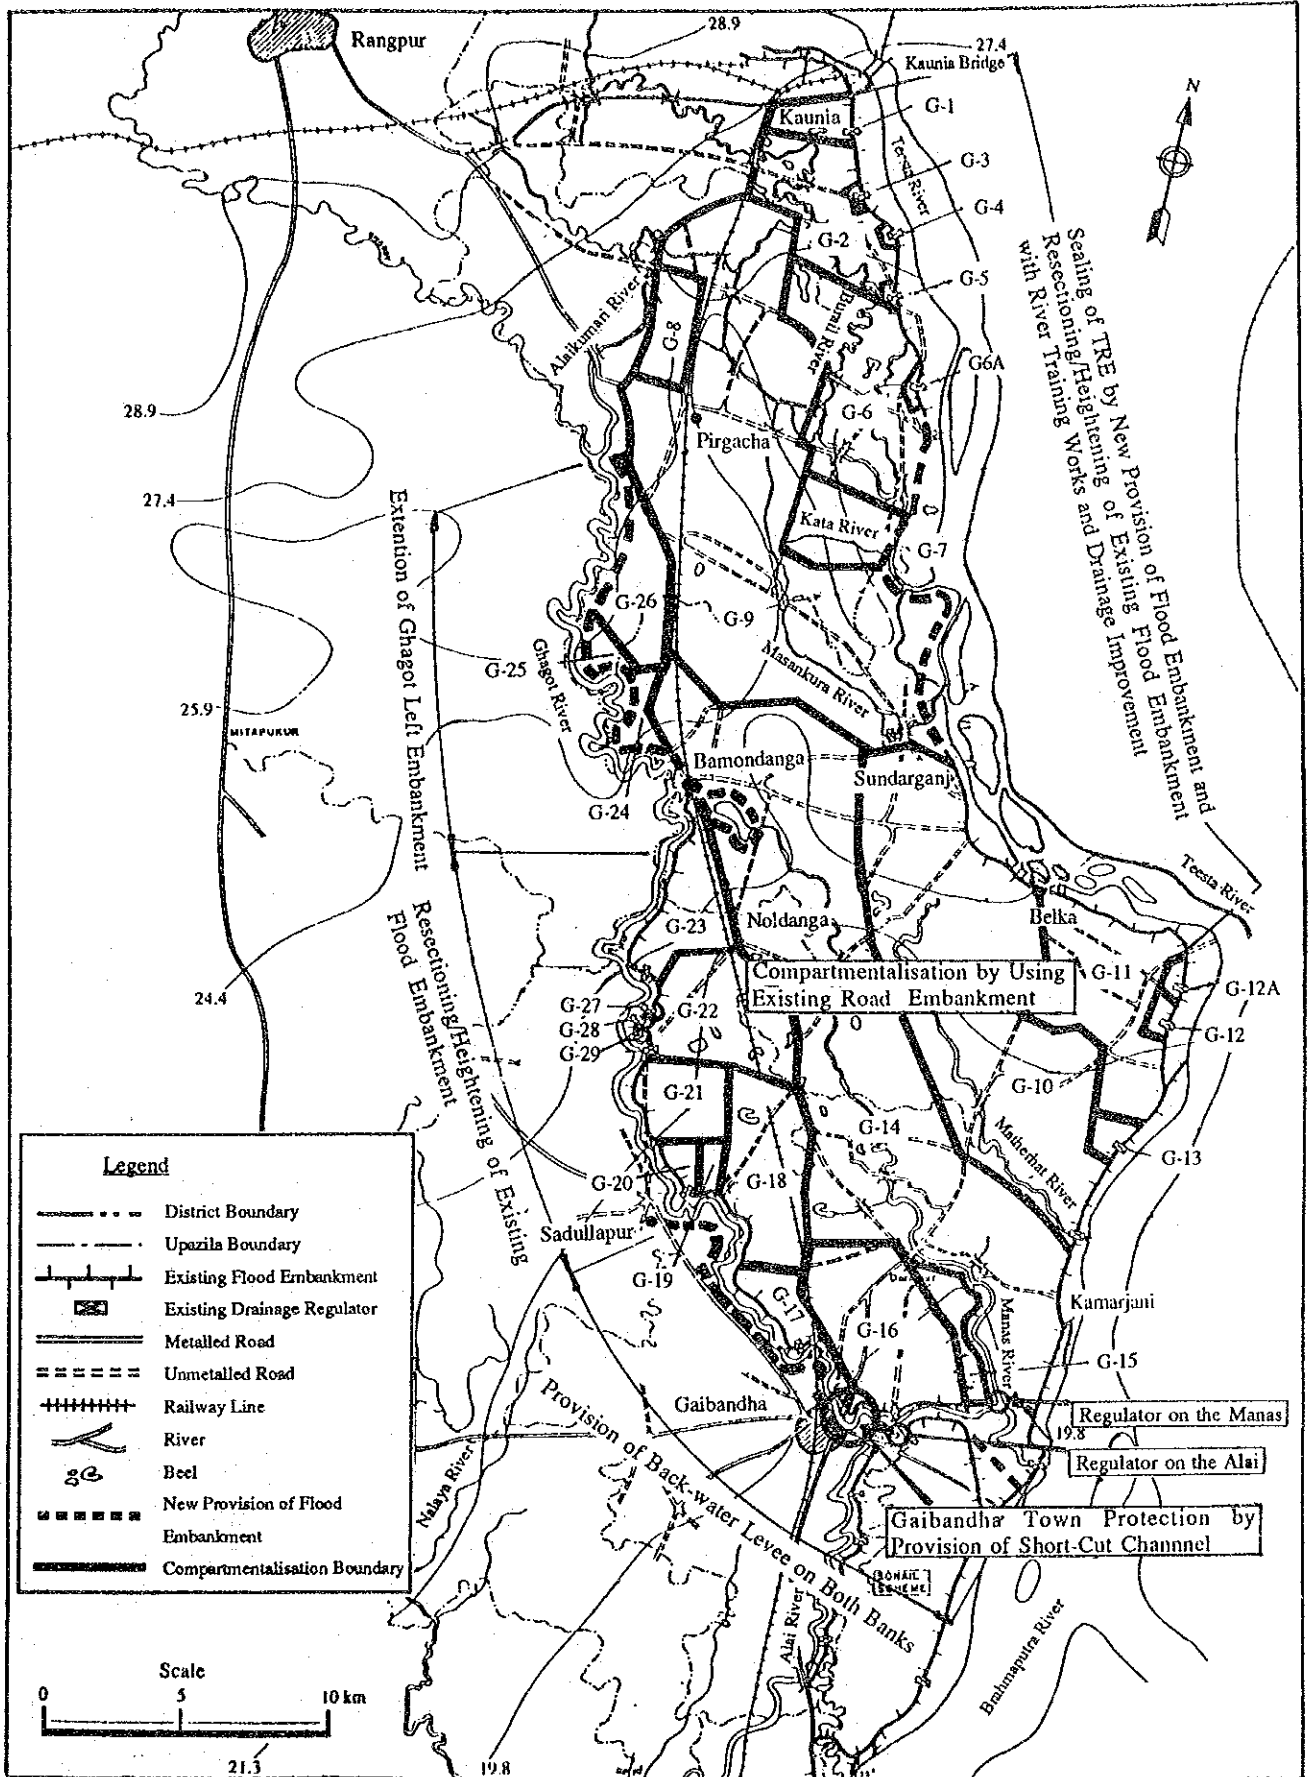 Rangpur
28.9
27.4
Kaunia Bridge
Kaunia
G-1
N
Teesta River
G-3
G-4
G-2
G-5
Alaikumari River
G-8
Burail River
G6A
Sealing of TRE by New Provision of Flood Embankment and
Resectioning/Heightening of Existing Flood Embankment
with River Training Works and Drainage Improvement
28.9
G-6
Pirgacha
27.4
Extention of Ghagot Left Embankment
Kata River
G-7
G-26
G-9
G-25
Ghagot River
Masankura River
25.9
MITAPUKUR
Bamondanga
Sundarganj
G-24
Teesta River
G-23
Noldanga
Belka
Resectioning/Heightening of Existing
Flood Embankment
Compartmentalisation by Using
Existing Road Embankment
G-11
G-12A
24.4
G-27
G-22
G-28
G-12
G-29
G-10
G-21
G-14
Matherhat River
G-13
G-20
G-18
Sadullapur
G-19
G-17
Kamarjani
G-16
Manas River
G-15
Gaibandha
Regulator on the Manas
19.8
Regulator on the Alai
Provision of Back-water Levee on Both Banks
Nalaya River
Gaibandha Town Protection by
Provision of Short-Cut Channnel
SONAIL
SCHEME
Alai River
Brahmaputra River
Legend
District Boundary
Upazila Boundary
Existing Flood Embankment
Existing Drainage Regulator
Metalled Road
Unmetalled Road
Railway Line
River
Beel
New Provision of Flood
Embankment
Compartmentalisation Boundary
Scale
0 5 10 km
21.3
19.8